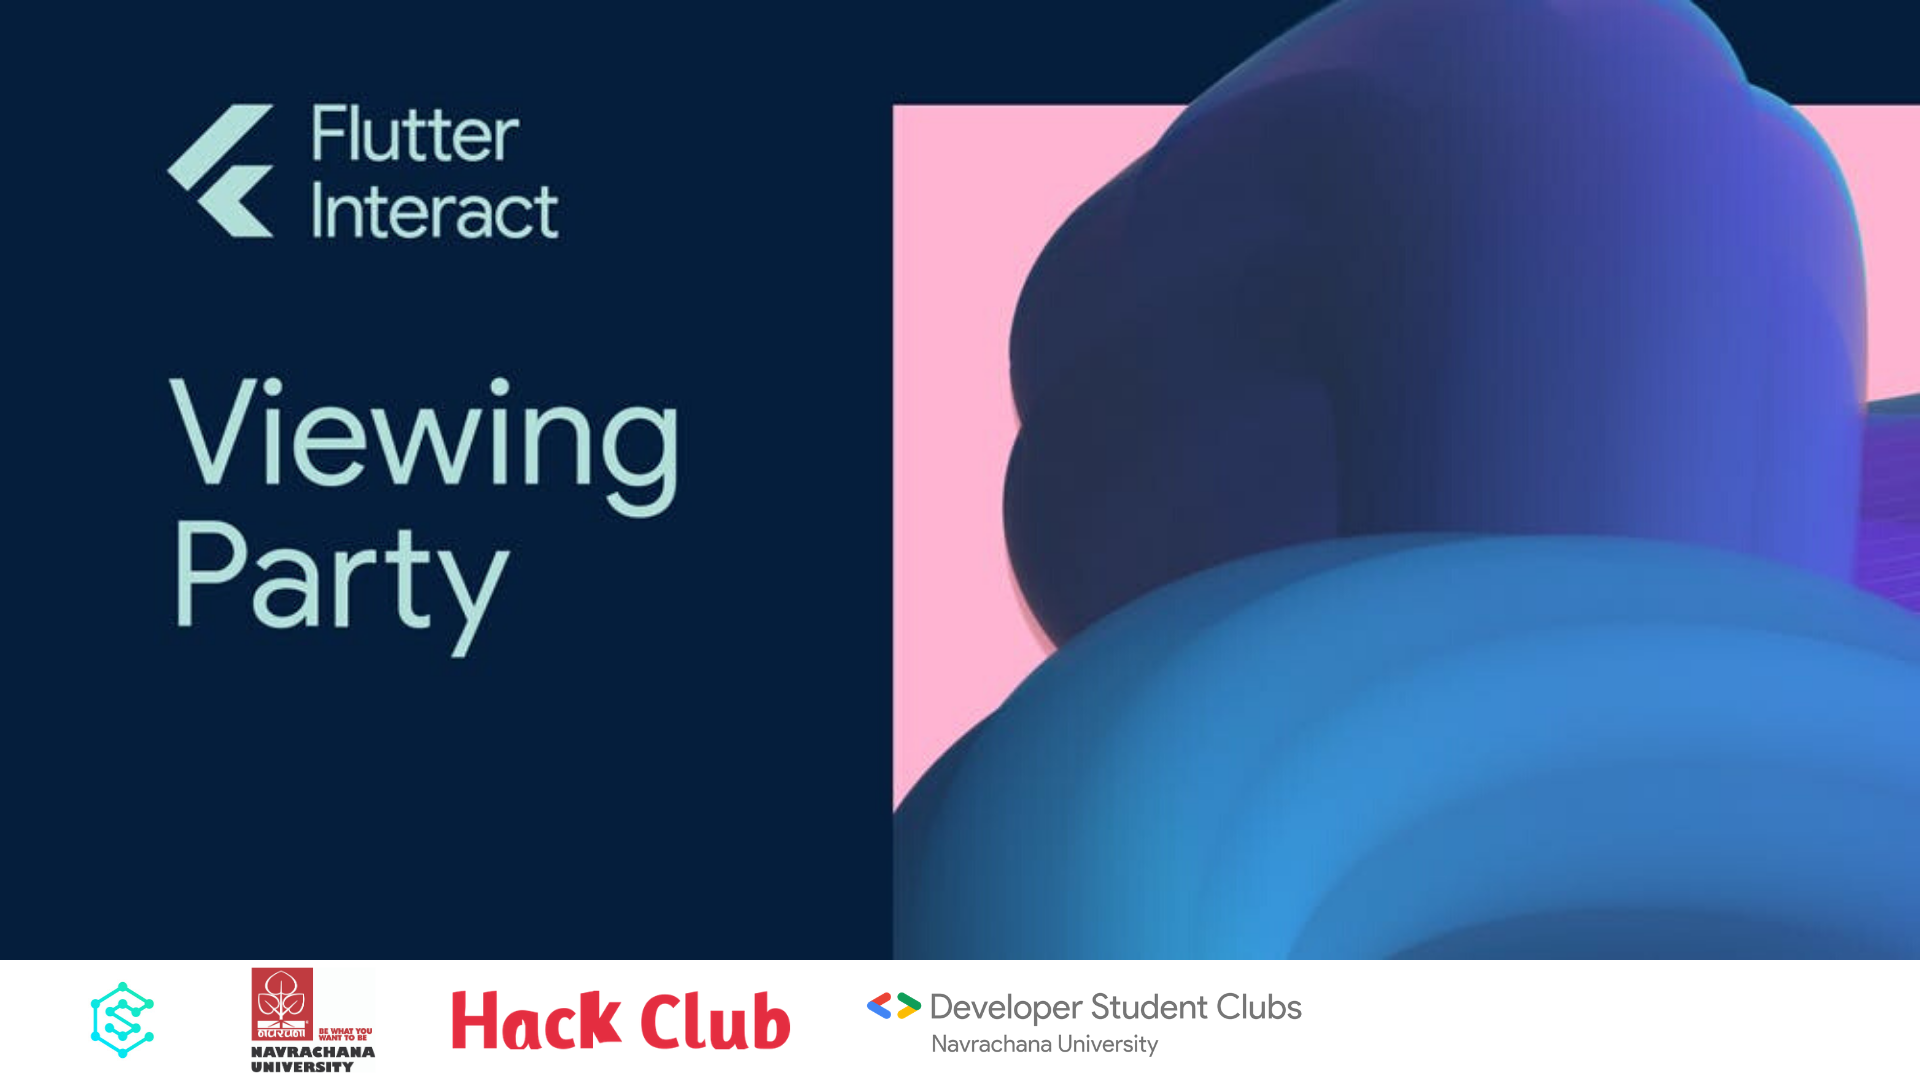 Flutter
Interact
Viewing
Party
BE WHAT YOU
WANT TO BE
NAVRACHANA
UNIVERSITY
Hack Club
Developer Student Clubs
Navrachana University